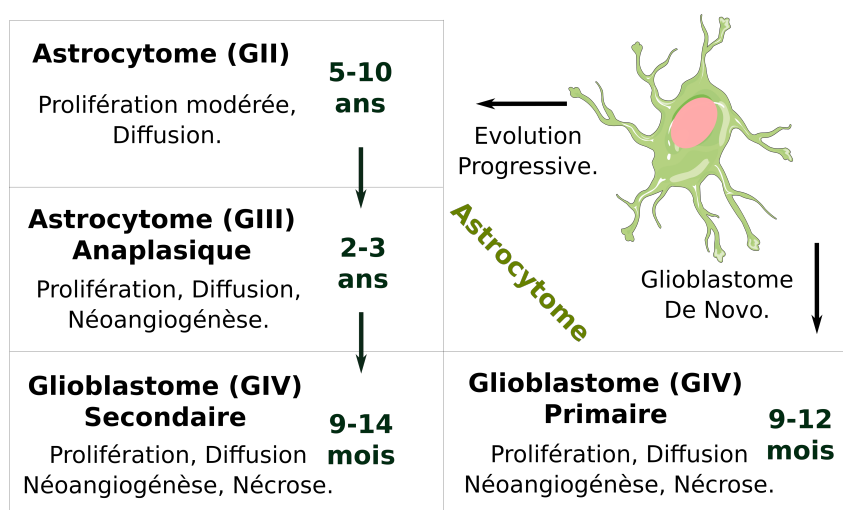 Astrocytome (GII)
5-10
ans
Prolifération modérée,
Diffusion.
Evolution
Progressive.
Astrocytome
Astrocytome (GIII)
Anaplasique
2-3
ans
Prolifération, Diffusion,
Néoangiogénèse.
Glioblastome
De Novo.
Glioblastome (GIV)
Secondaire
9-14
mois
Prolifération, Diffusion
Néoangiogénèse, Nécrose.
Glioblastome (GIV)
Primaire
9-12
mois
Prolifération, Diffusion
Néoangiogénèse, Nécrose.